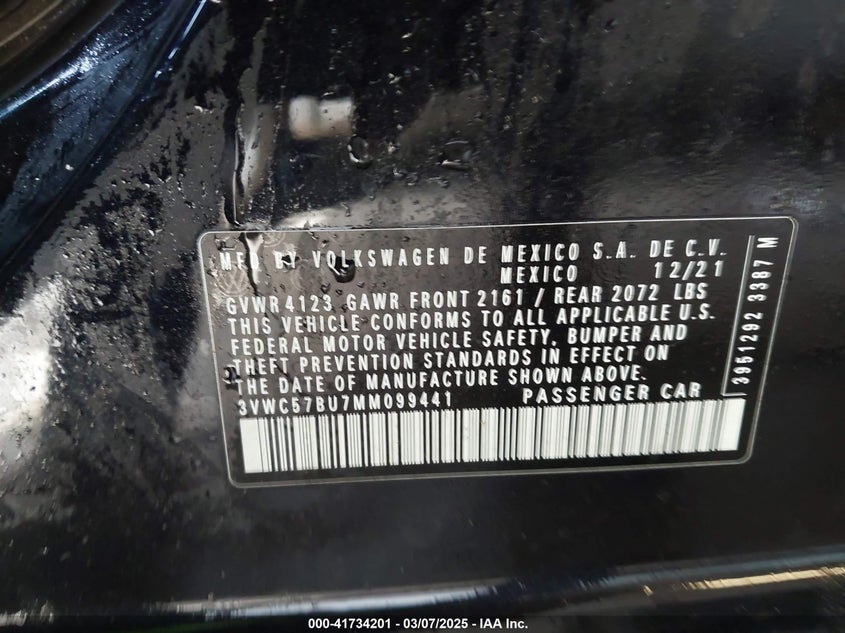 MFD BY VOLKSWAGEN DE MEXICO S.A. DE C.V.
MEXICO 12/21
GVWR 4123 GAWR FRONT 2161 / REAR 2072 LBS
THIS VEHICLE CONFORMS TO ALL APPLICABLE U.S.
FEDERAL MOTOR VEHICLE SAFETY, BUMPER AND
THEFT PREVENTION STANDARDS IN EFFECT ON
THE DATE OF MANUFACTURE SHOWN ABOVE.
3VWC57BU7MM099441 PASSENGER CAR
3951292 3387 M
000-41734201 - 03/07/2025 - IAA Inc.